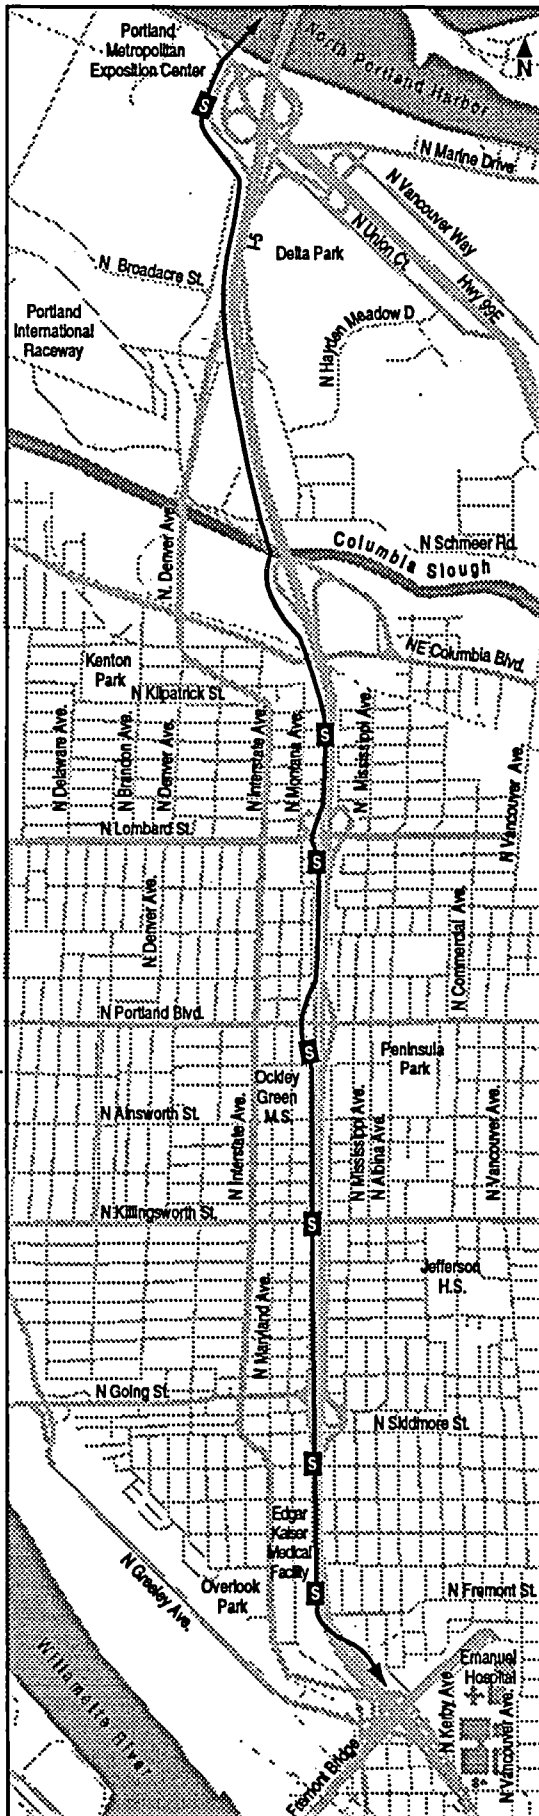 Portland
Metropolitan
Exposition Center
North Portland Harbor
N
S
N Marine Drive
N Vancouver Way
N Union Ct.
Hwy 99E
I-5
Delta Park
N Broadacre St.
Portland
International
Raceway
N Hayden Meadow D
N. Denver Ave.
Columbia Slough
N Schmeer Rd.
NE Columbia Blvd.
Kenton
Park
N Kilpatrick St.
N Delaware Ave.
N Brandon Ave.
N Denver Ave.
N Interstate Ave.
N Montana Ave.
S
N. Mississippi Ave.
N Vancouver Ave.
N Lombard St.
S
N Denver Ave.
N Commercial Ave.
N Portland Blvd.
S
Peninsula
Park
Ockley
Green
M.S.
N Ainsworth St.
N Interstate Ave.
N Mississippi Ave.
N Albina Ave.
N Vancouver Ave.
N Killingsworth St.
S
Jefferson
H.S.
N Maryland Ave.
N Going St.
N Skidmore St.
S
Edgar
Kaiser
Medical
Facility
N Greeley Ave.
Overlook
Park
S
N Fremont St.
Willamette River
Emanuel
Hospital
N Kerby Ave.
N Vancouver Ave.
Fremont Bridge